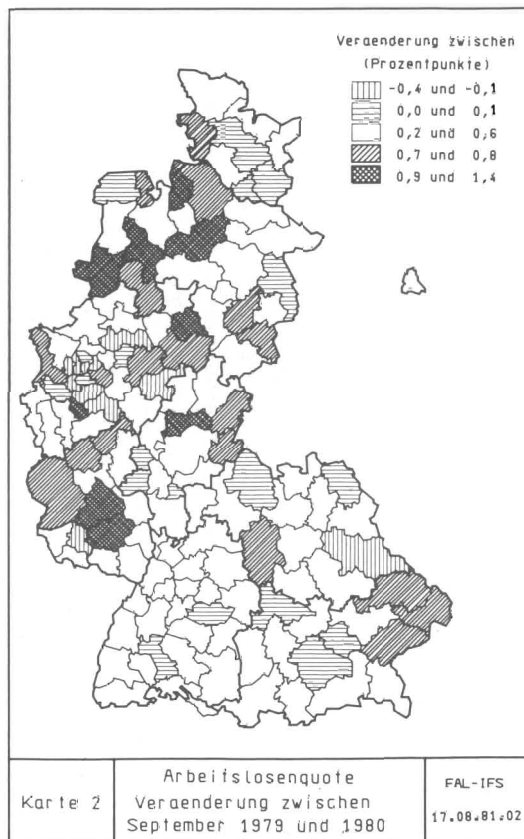 Veraenderung zwischen
(Prozentpunkte)
-0,4 und -0,1
0,0 und 0,1
0,2 und 0,6
0,7 und 0,8
0,9 und 1,4
Karte 2
Arbeitslosenquote
Veraenderung zwischen
September 1979 und 1980
FAL-IFS
17.08.81.02